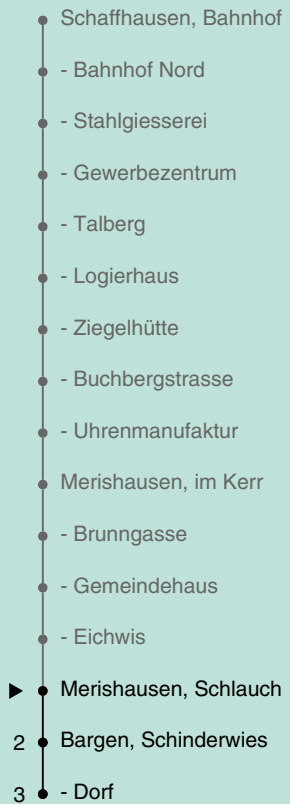 Schaffhausen, Bahnhof
- Bahnhof Nord
- Stahlgiesserei
- Gewerbezentrum
- Talberg
- Logierhaus
- Ziegelhütte
- Buchbergstrasse
- Uhrenmanufaktur
Merishausen, im Kerr
- Brunngasse
- Gemeindehaus
- Eichwis
Merishausen, Schlauch
2 Bargen, Schinderwies
3 - Dorf